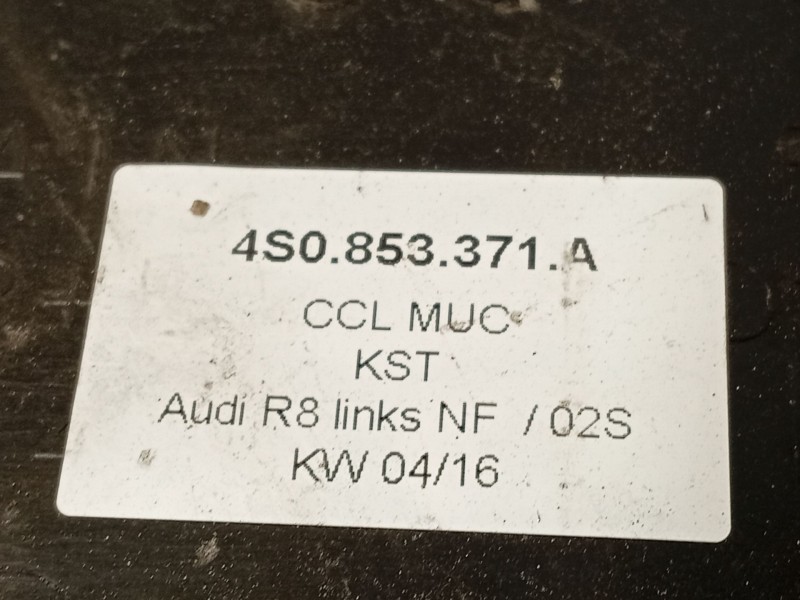 4S0.853.371.A
CCL MUC
KST
Audi R8 links NF / 02S
KW 04/16